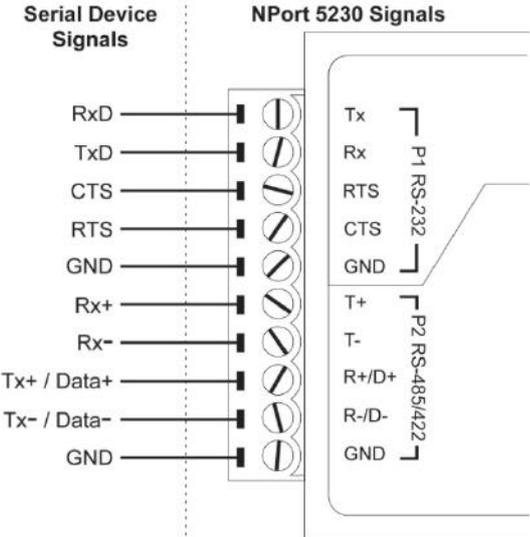 Serial Device Signals
NPort 5230 Signals
RxD
Tx
TxD
Rx
CTS
RTS
RTS
CTS
GND
GND
P1 RS-232
Rx+
T+
Rx-
T-
Tx+ / Data+
R+/D+
Tx- / Data-
R-/D-
GND
GND
P2 RS-485/422